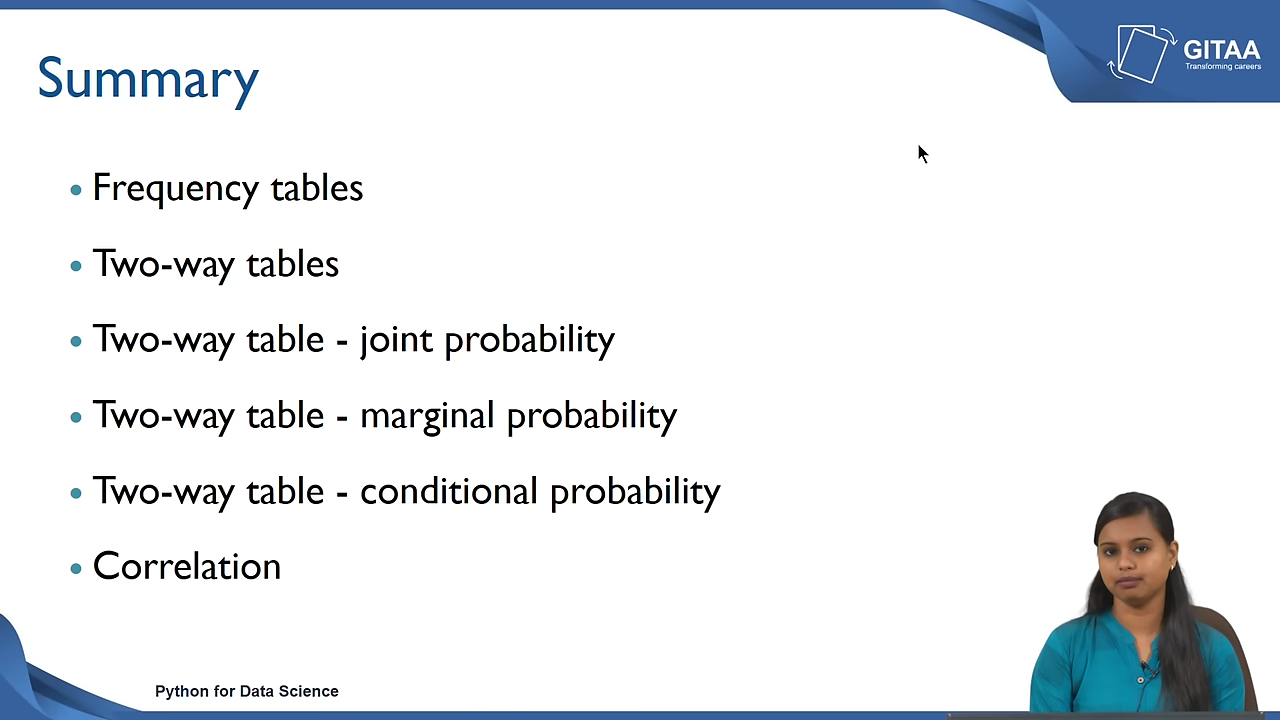 Summary
GITAA
Transforming careers
• Frequency tables
• Two-way tables
• Two-way table - joint probability
• Two-way table - marginal probability
• Two-way table - conditional probability
• Correlation
Python for Data Science